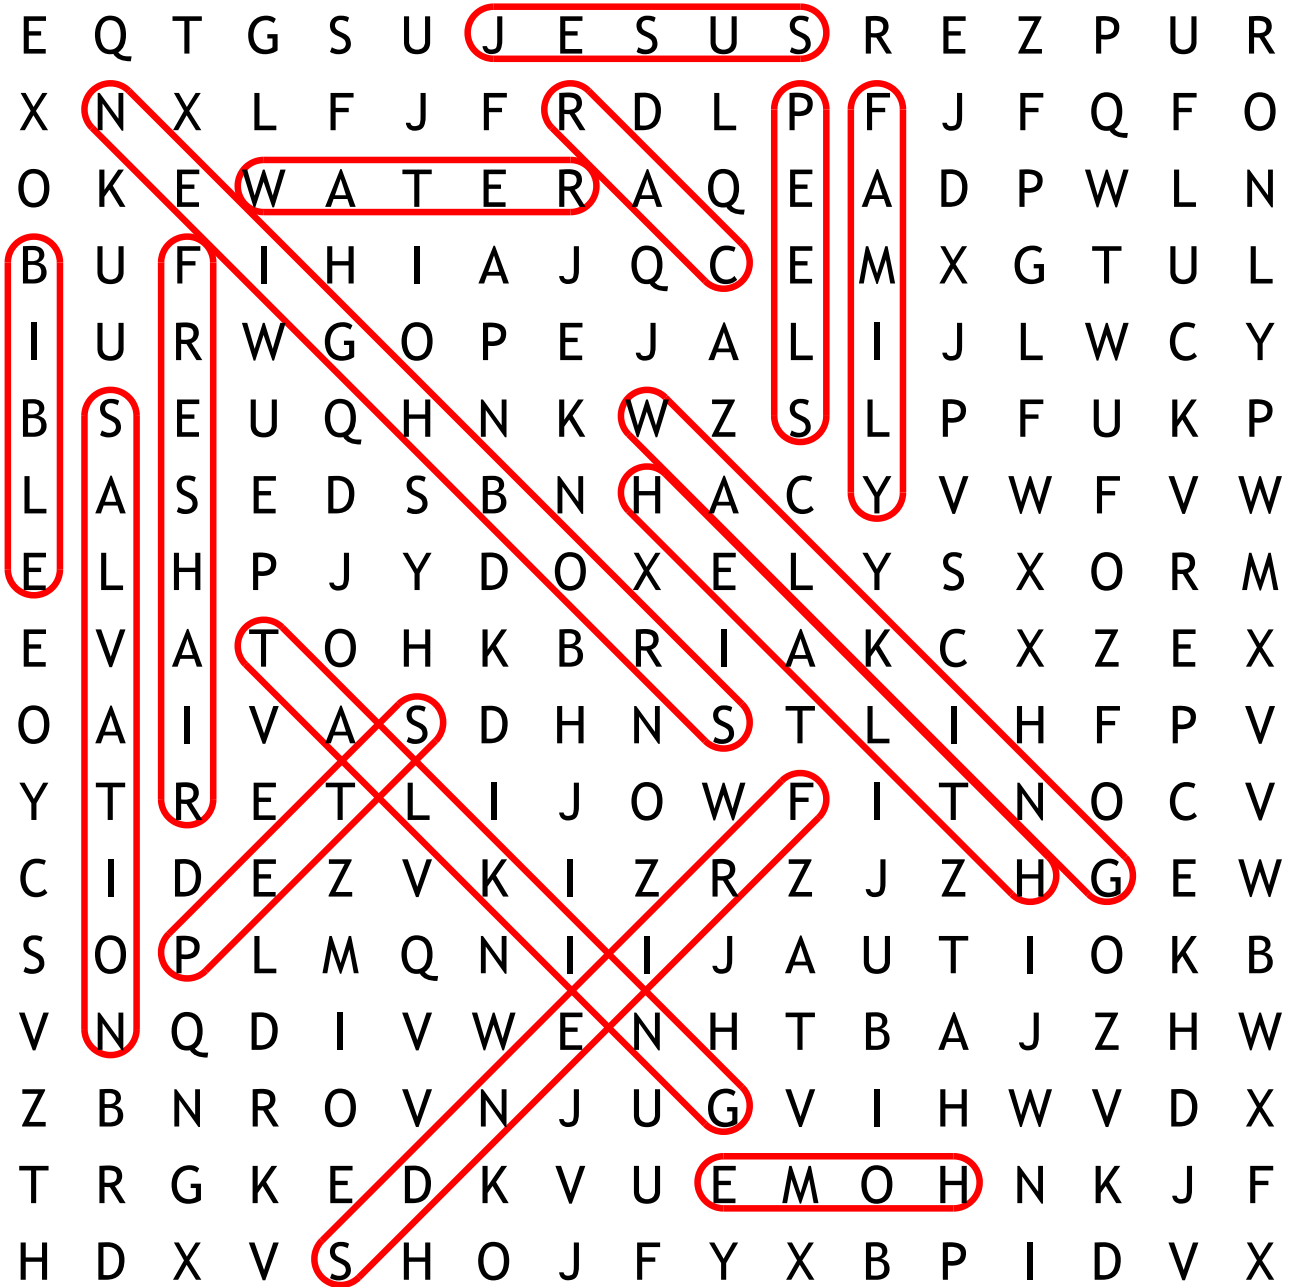 E Q T G S U J E S U S R E Z P U R
X N X L F J F R D L P F J F Q F O
O K E W A T E R A Q E A D P W L N
B U F I H I A J Q C E M X G T U L
I U R W G O P E J A L I J L W C Y
B S E U Q H N K W Z S L P F U K P
L A S E D S B N H A C Y V W F V W
E L H P J Y D O X E L Y S X O R M
E V A T O H K B R I A K C X Z E X
O A I V A S D H N S T L I H F P V
Y T R E T L I J O W F I T N O C V
C I D E Z V K I Z R Z J Z H G E W
S O P L M Q N I I J A U T I O K B
V N Q D I V W E N H T B A J Z H W
Z B N R O V N J U G V I H W V D X
T R G K E D K V U E M O H N K J F
H D X V S H O J F Y X B P I D V X